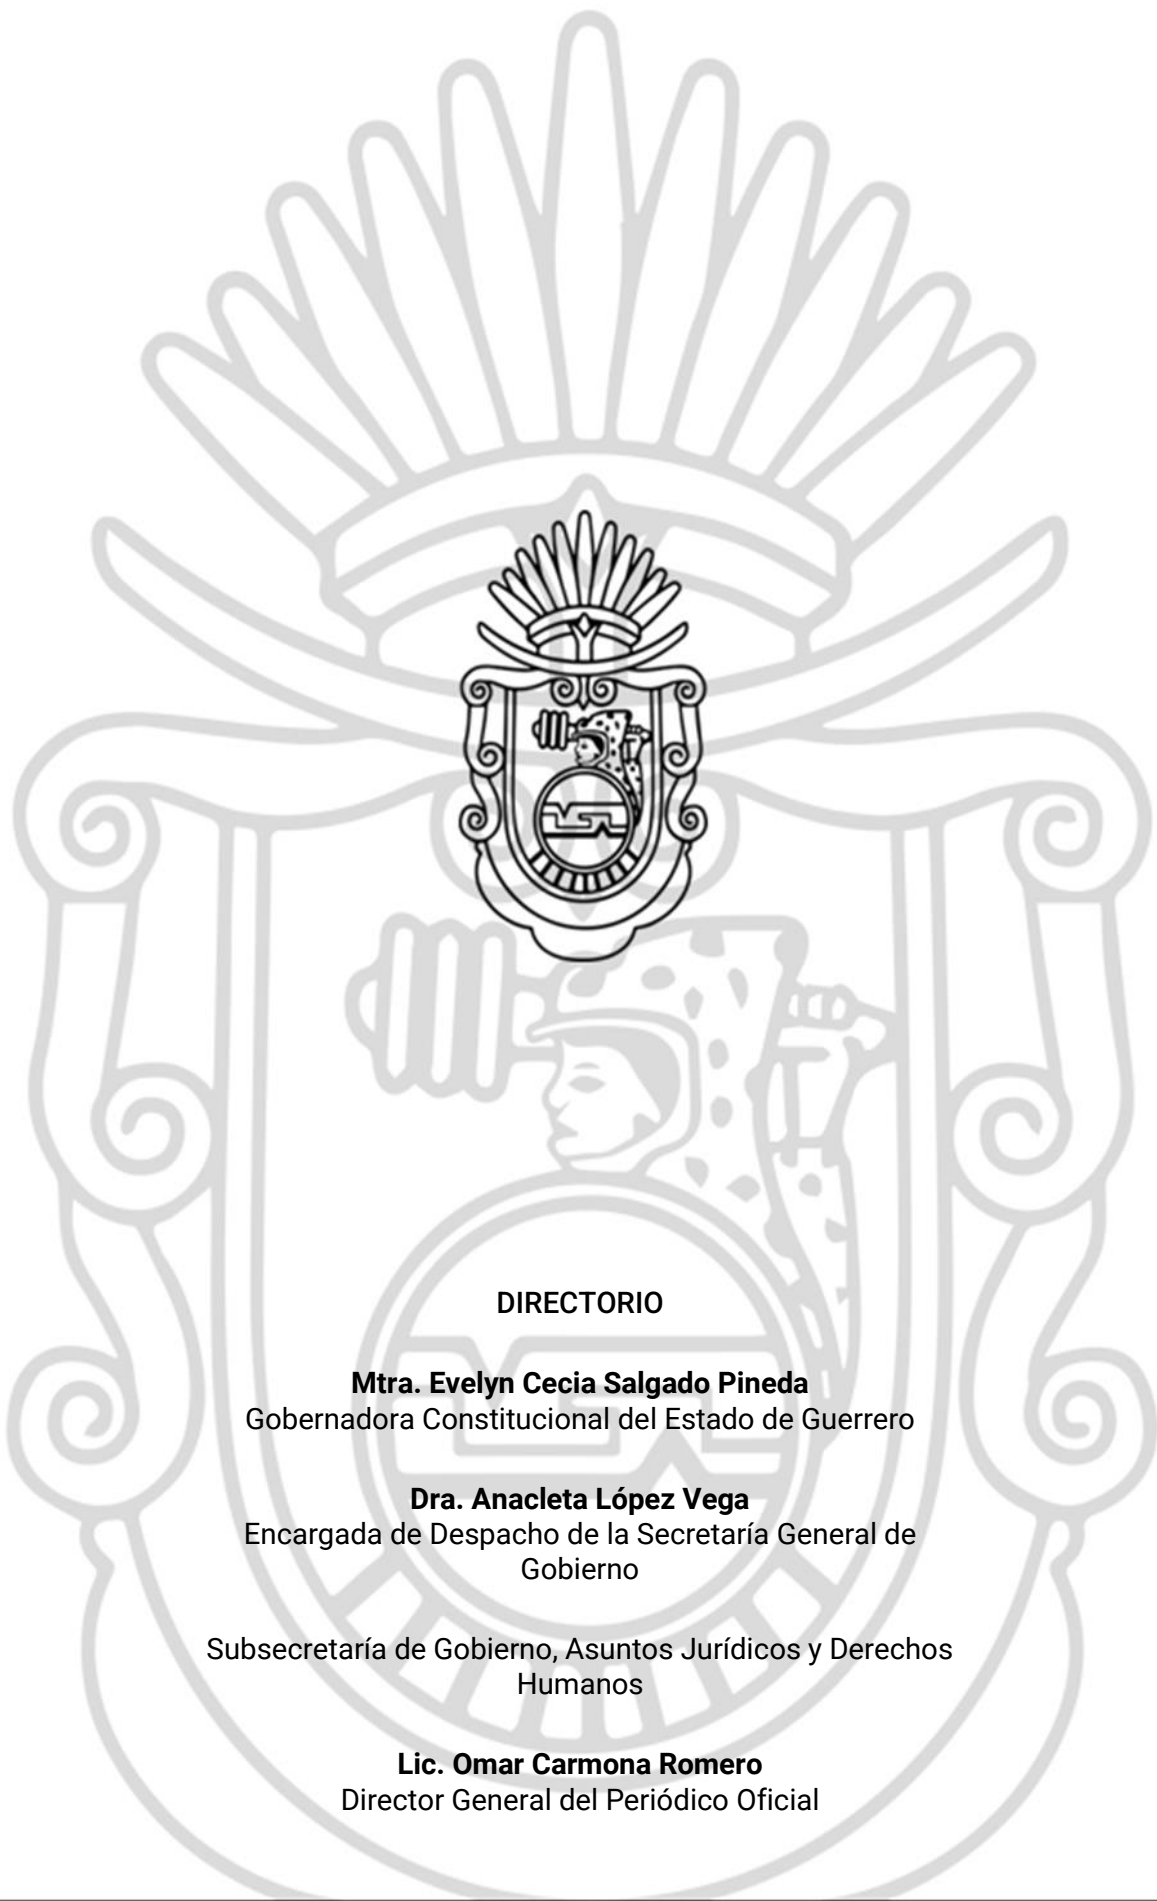 DIRECTORIO
Mtra. Evelyn Cecia Salgado Pineda
Gobernadora Constitucional del Estado de Guerrero
Dra. Anacleta López Vega
Encargada de Despacho de la Secretaría General de
Gobierno
Subsecretaría de Gobierno, Asuntos Jurídicos y Derechos
Humanos
Lic. Omar Carmona Romero
Director General del Periódico Oficial